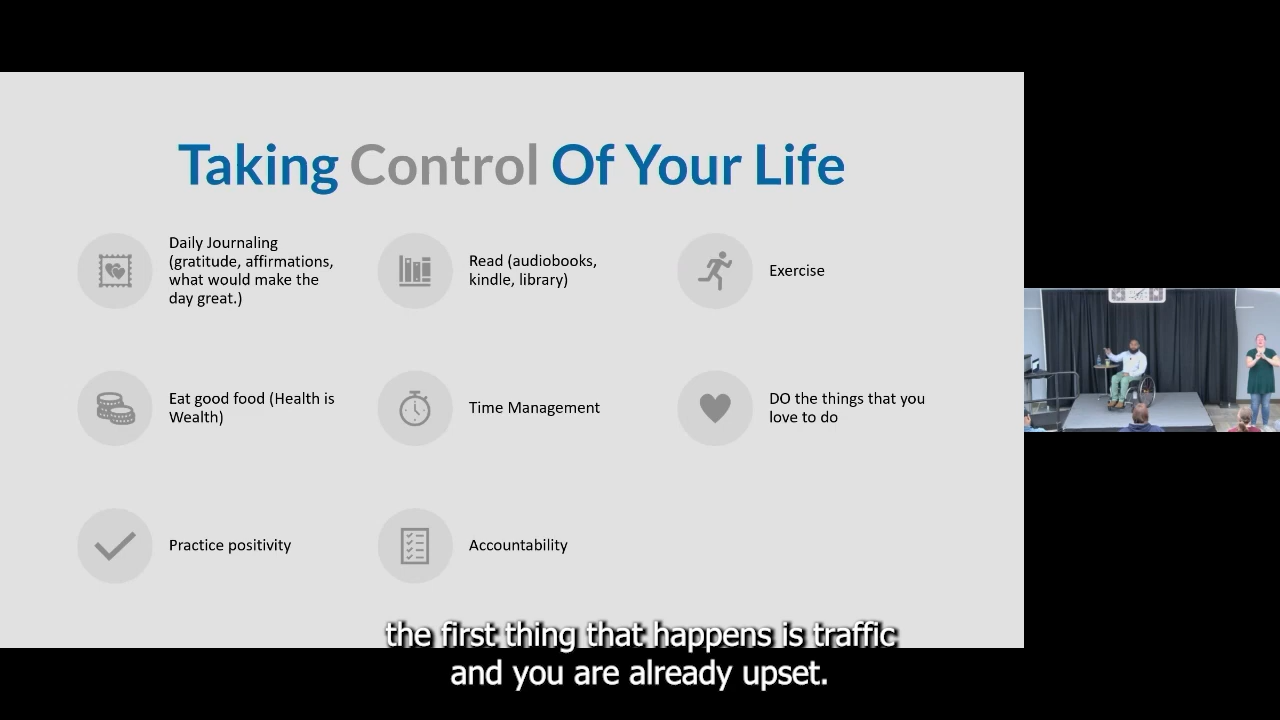 Taking Control Of Your Life
Daily Journaling
(gratitude, affirmations,
what would make the
day great.)
Read (audiobooks,
kindle, library)
Exercise
Eat good food (Health is
Wealth)
Time Management
DO the things that you
love to do
Practice positivity
Accountability
the first thing that happens is traffic
and you are already upset.